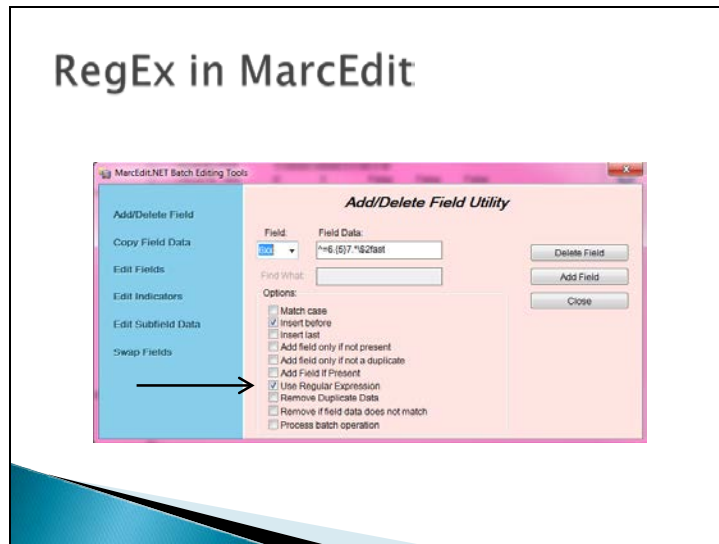 RegEx in MarcEdit
MarcEdit.NET Batch Editing Tools
Add/Delete Field
Copy Field Data
Edit Fields
Edit Indicators
Edit Subfield Data
Swap Fields
Add/Delete Field Utility
Field: Field Data:
6xx ^=6.{5}7.*\$2fast
Find What:
Options:
Match case
Insert before
Insert last
Add field only if not present
Add field only if not a duplicate
Add Field If Present
Use Regular Expression
Remove Duplicate Data
Remove if field data does not match
Process batch operation
Delete Field
Add Field
Close